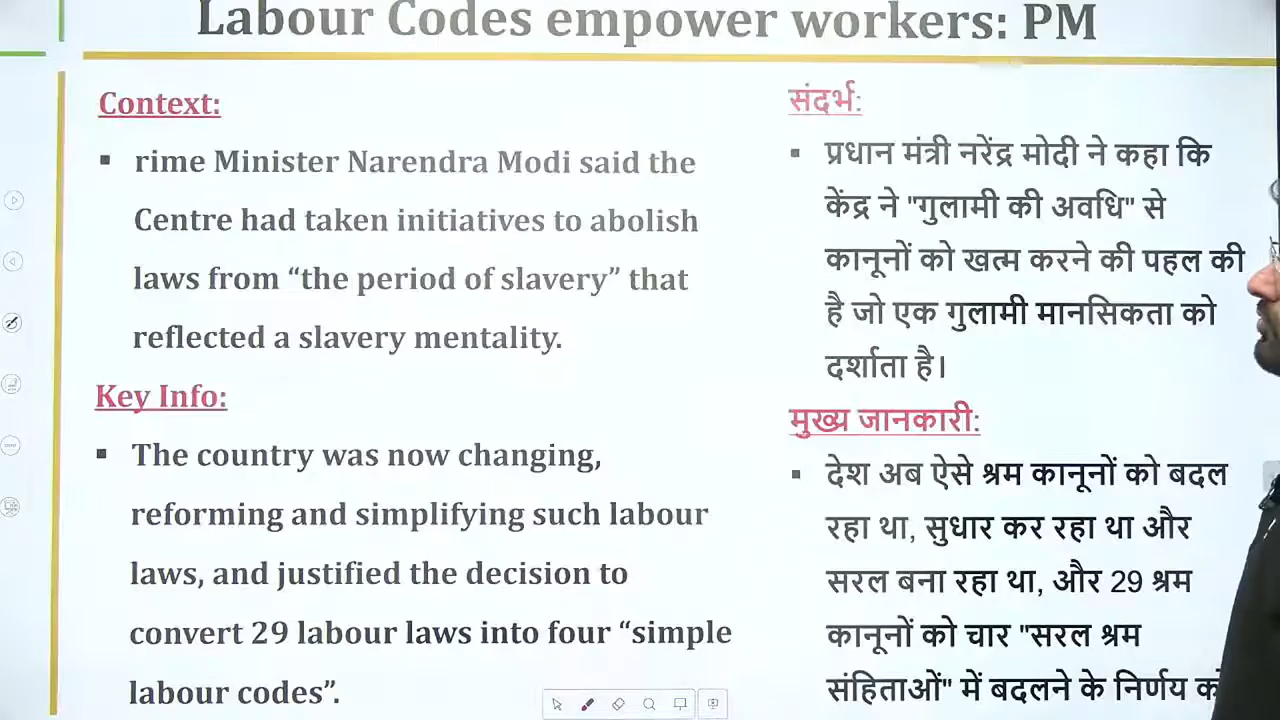 Labour Codes empower workers: PM
Context:
▪ rime Minister Narendra Modi said the
Centre had taken initiatives to abolish
laws from “the period of slavery” that
reflected a slavery mentality.
Key Info:
▪ The country was now changing,
reforming and simplifying such labour
laws, and justified the decision to
convert 29 labour laws into four “simple
labour codes”.
संदर्भ:
▪ प्रधान मंत्री नरेंद्र मोदी ने कहा कि
केंद्र ने "गुलामी की अवधि" से
कानूनों को खत्म करने की पहल की
है जो एक गुलामी मानसिकता को
दर्शाता है।
मुख्य जानकारी:
▪ देश अब ऐसे श्रम कानूनों को बदल
रहा था, सुधार कर रहा था और
सरल बना रहा था, और 29 श्रम
कानूनों को चार "सरल श्रम
संहिताओं" में बदलने के निर्णय